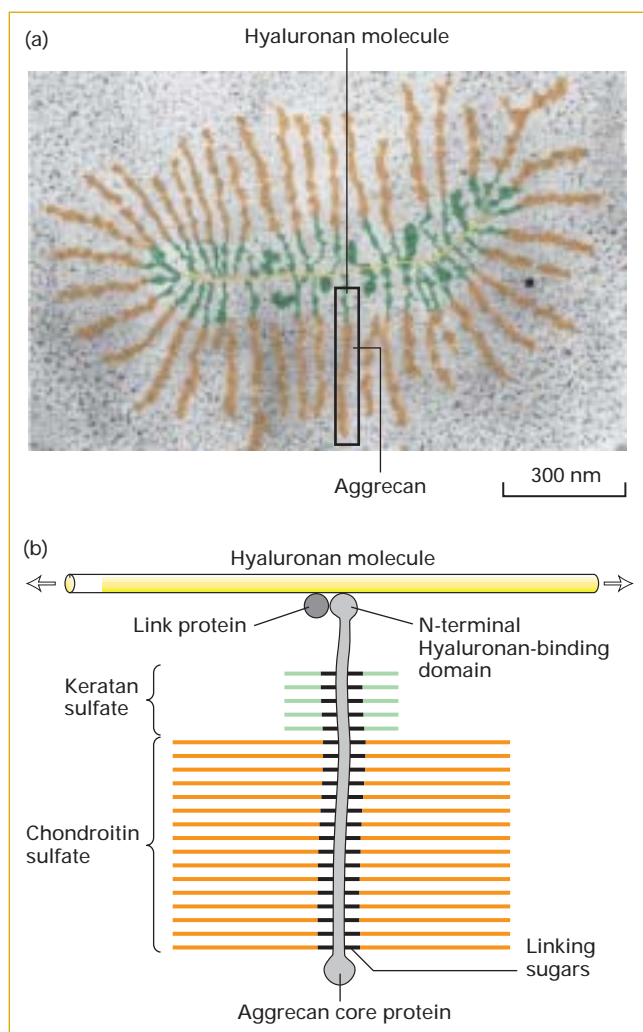 (a)
Hyaluronan molecule
Aggrecan
300 nm
(b)
Hyaluronan molecule
Link protein
N-terminal
Hyaluronan-binding
domain
Keratan
sulfate
Chondroitin
sulfate
Linking
sugars
Aggrecan core protein